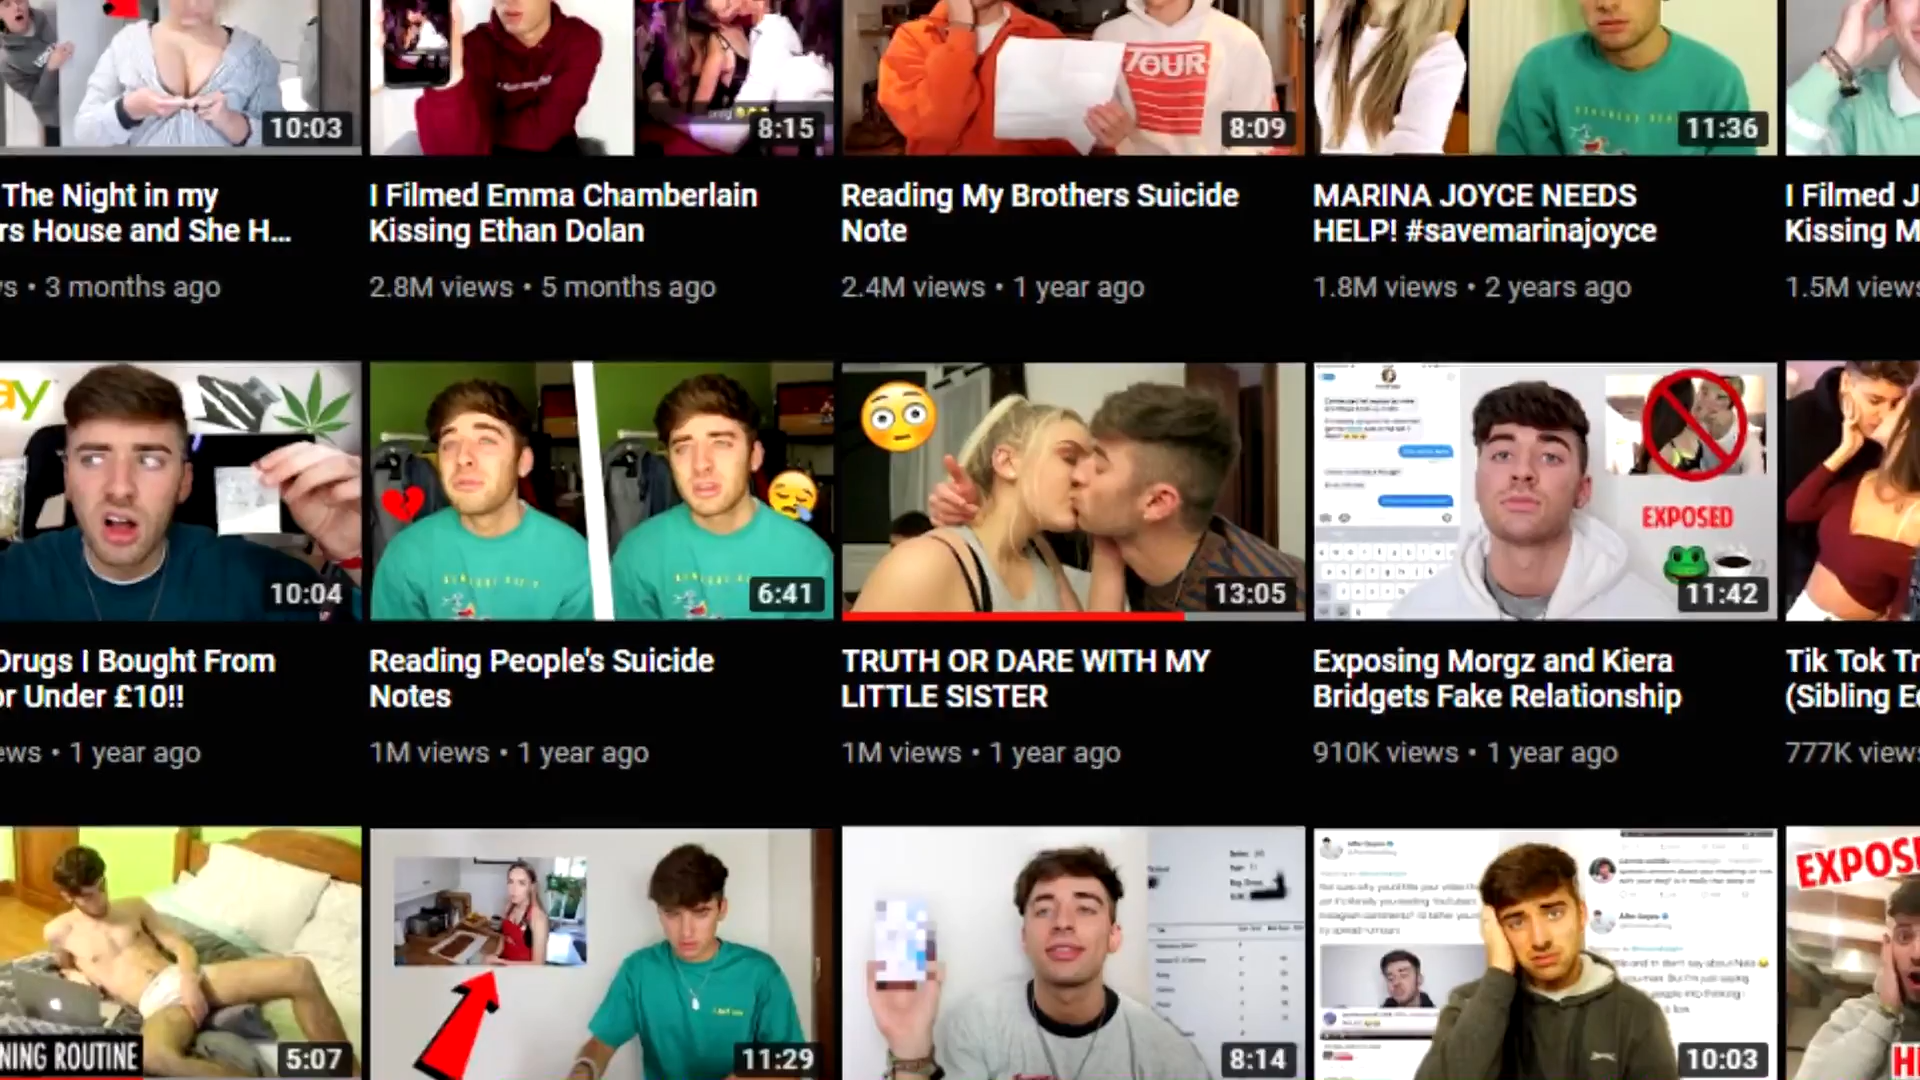 TOUR
10:03
8:15
8:09
11:36
The Night in my
rs House and She H...
3 months ago
I Filmed Emma Chamberlain
Kissing Ethan Dolan
2.8M views • 5 months ago
Reading My Brothers Suicide
Note
2.4M views • 1 year ago
MARINA JOYCE NEEDS
HELP! #savemarinajoyce
1.8M views • 2 years ago
I Filmed J
Kissing M
1.5M views
ay
10:04
6:41
13:05
EXPOSED
11:42
Drugs I Bought From
or Under £10!!
ews • 1 year ago
Reading People's Suicide
Notes
1M views • 1 year ago
TRUTH OR DARE WITH MY
LITTLE SISTER
1M views • 1 year ago
Exposing Morgz and Kiera
Bridgets Fake Relationship
910K views • 1 year ago
Tik Tok Tr
(Sibling E
777K views
NING ROUTINE
5:07
11:29
8:14
10:03
EXPOSE